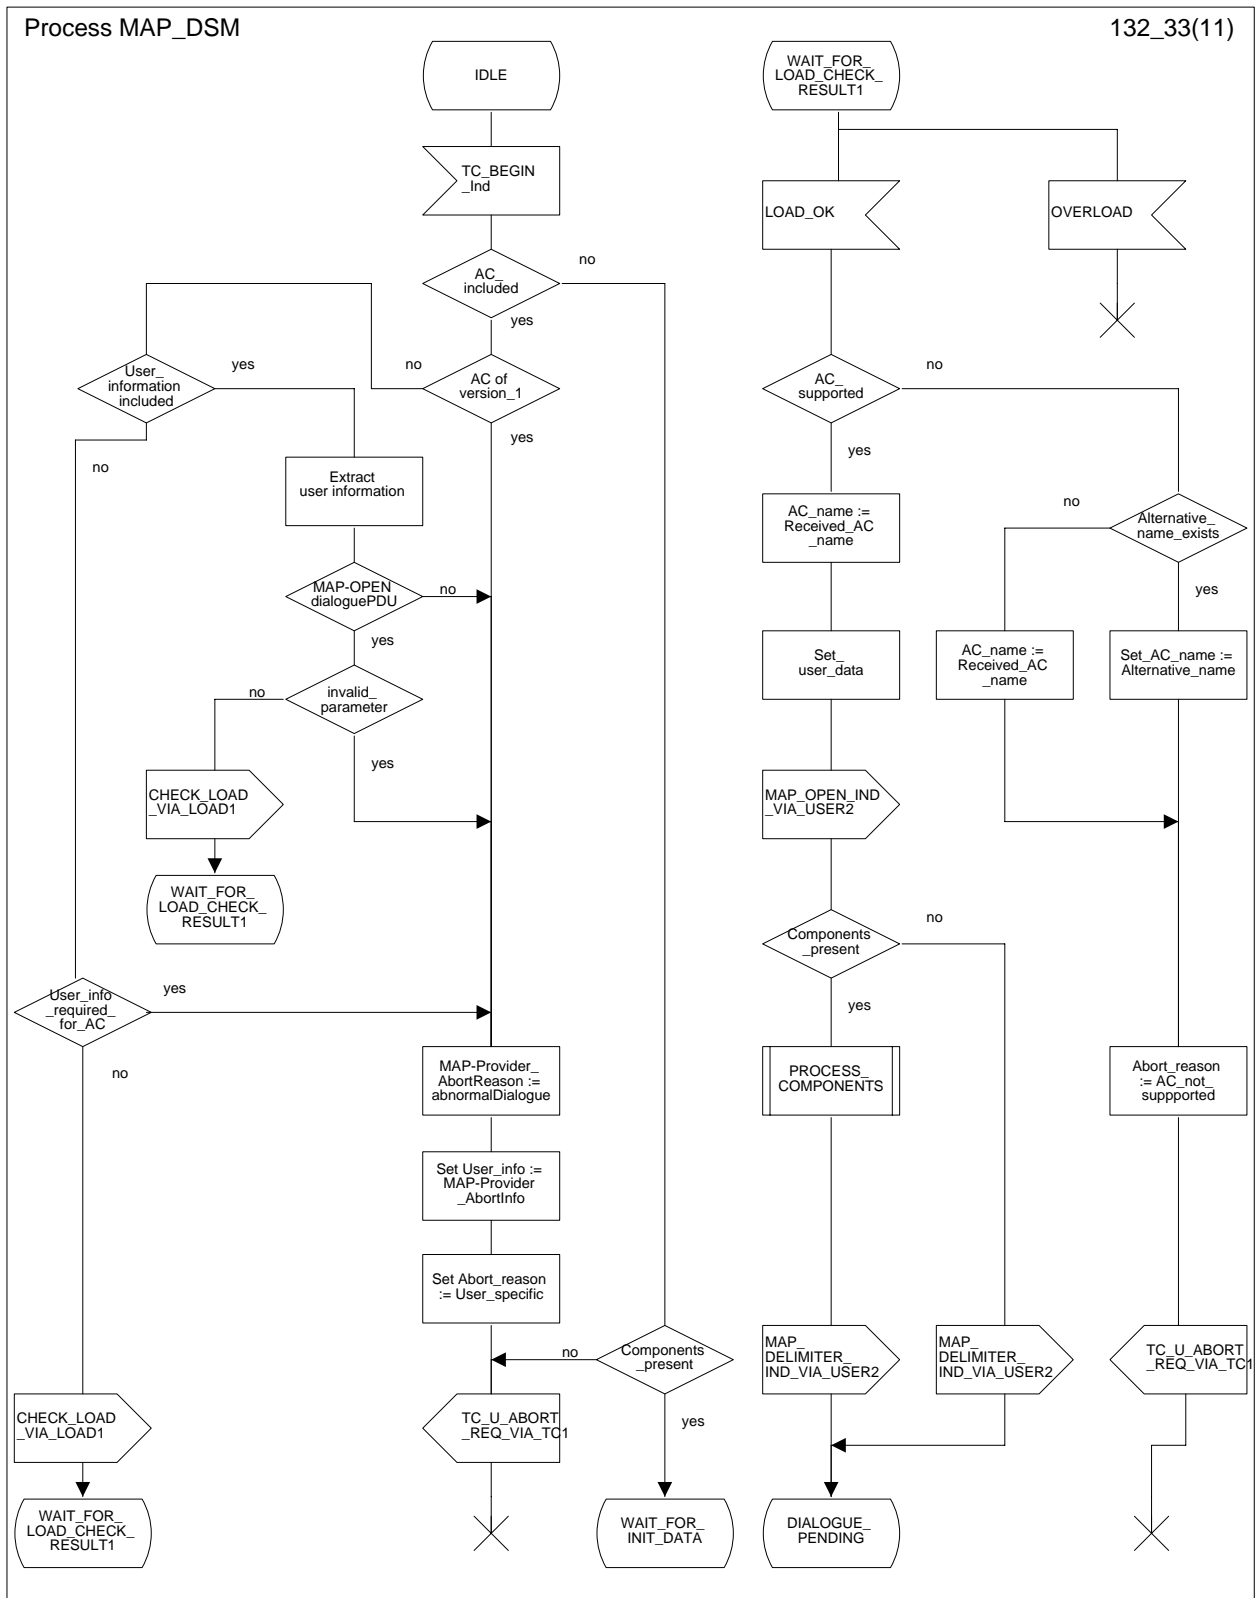 Process MAP_DSM
132_33(11)
IDLE
TC_BEGIN
_Ind
AC_
included
no
yes
AC of
version_1
no
yes
User_
information
included
yes
no
Extract
user information
MAP-OPEN
dialoguePDU
no
yes
invalid_
parameter
no
yes
CHECK_LOAD
_VIA_LOAD1
WAIT_FOR_
LOAD_CHECK_
RESULT1
User_info
_required_
for_AC
yes
no
MAP-Provider_
AbortReason :=
abnormalDialogue
Set User_info :=
MAP-Provider
_AbortInfo
Set Abort_reason
:= User_specific
Components
_present
no
yes
TC_U_ABORT
_REQ_VIA_TC1
CHECK_LOAD
_VIA_LOAD1
WAIT_FOR_
LOAD_CHECK_
RESULT1
WAIT_FOR_
INIT_DATA
WAIT_FOR_
LOAD_CHECK_
RESULT1
LOAD_OK
OVERLOAD
AC_
supported
no
yes
AC_name :=
Received_AC
_name
Alternative_
name_exists
no
yes
Set_
user_data
AC_name :=
Received_AC
_name
Set_AC_name :=
Alternative_name
MAP_OPEN_IND
_VIA_USER2
Components
_present
no
yes
PROCESS_
COMPONENTS
Abort_reason
:= AC_not_
suppported
MAP_
DELIMITER_
IND_VIA_USER2
MAP_
DELIMITER_
IND_VIA_USER2
TC_U_ABORT
_REQ_VIA_TC1
DIALOGUE_
PENDING